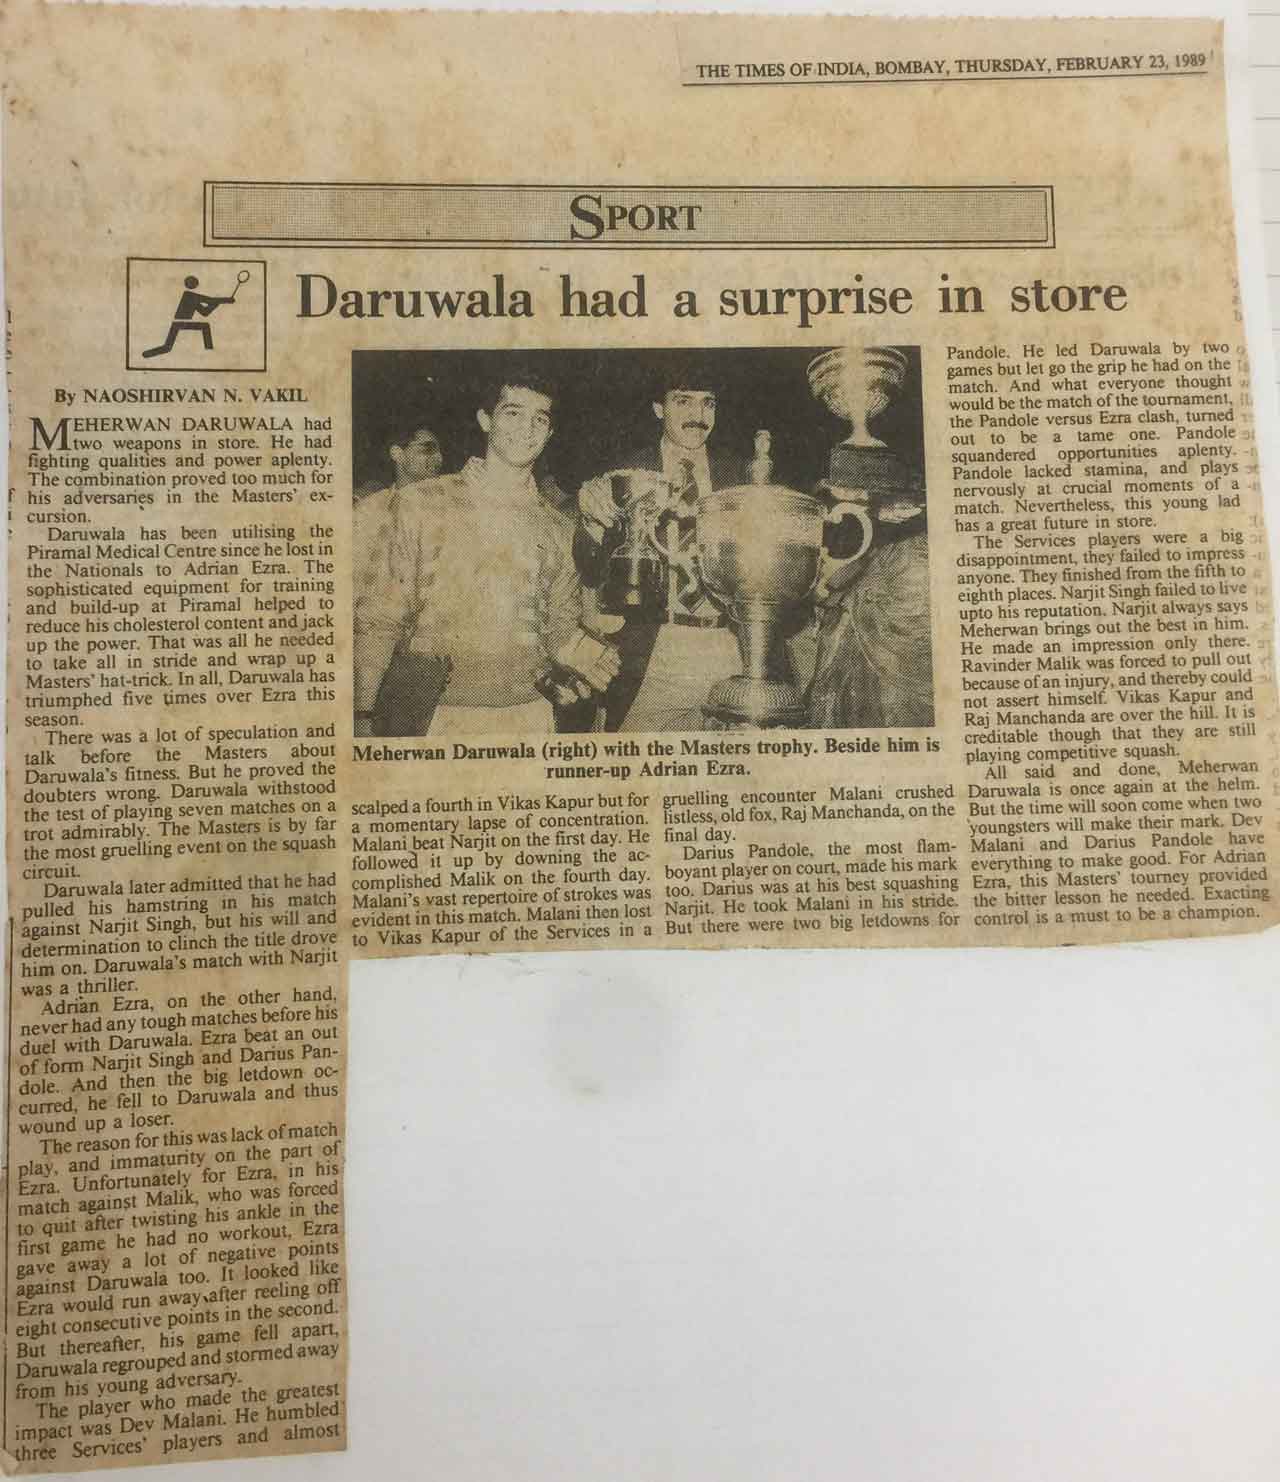 THE TIMES OF INDIA, BOMBAY, THURSDAY, FEBRUARY 23, 1989
SPORT
Daruwala had a surprise in store
By NAOSHIRVAN N. VAKIL
MEHERWAN DARUWALA had
two weapons in store. He had
fighting qualities and power aplenty.
The combination proved too much for
his adversaries in the Masters' ex-
cursion.
Daruwala has been utilising the
Piramal Medical Centre since he lost in
the Nationals to Adrian Ezra. The
sophisticated equipment for training
and build-up at Piramal helped to
reduce his cholesterol content and jack
up the power. That was all he needed
to take all in stride and wrap up a
Masters' hat-trick. In all, Daruwala has
triumphed five times over Ezra this
season.
There was a lot of speculation and
talk before the Masters about
Daruwala's fitness. But he proved the
doubters wrong. Daruwala withstood
the test of playing seven matches on a
trot admirably. The Masters is by far
the most gruelling event on the squash
circuit.
Daruwala later admitted that he had
pulled his hamstring in his match
against Narjit Singh, but his will and
determination to clinch the title drove
him on. Daruwala's match with Narjit
was a thriller.
Adrian Ezra, on the other hand,
never had any tough matches before his
duel with Daruwala. Ezra beat an out
of form Narjit Singh and Darius Pan-
dole. And then the big letdown oc-
curred, he fell to Daruwala and thus
wound up a loser.
The reason for this was lack of match
play, and immaturity on the part of
Ezra. Unfortunately for Ezra, in his
match against Malik, who was forced
to quit after twisting his ankle in the
first game he had no workout, Ezra
gave away a lot of negative points
against Daruwala too. It looked like
Ezra would run away after reeling off
eight consecutive points in the second.
But thereafter, his game fell apart,
Daruwala regrouped and stormed away
from his young adversary.
The player who made the greatest
impact was Dev Malani. He humbled
three Services' players and almost
Meherwan Daruwala (right) with the Masters trophy. Beside him is
runner-up Adrian Ezra.
scalped a fourth in Vikas Kapur but for
a momentary lapse of concentration.
Malani beat Narjit on the first day. He
followed it up by downing the ac-
complished Malik on the fourth day.
Malani's vast repertoire of strokes was
evident in this match. Malani then lost
to Vikas Kapur of the Services in a
gruelling encounter Malani crushed
listless, old fox, Raj Manchanda, on the
final day.
Darius Pandole, the most flam-
boyant player on court, made his mark
too. Darius was at his best squashing
Narjit. He took Malani in his stride.
But there were two big letdowns for
Pandole. He led Daruwala by two
games but let go the grip he had on the
match. And what everyone thought
would be the match of the tournament,
the Pandole versus Ezra clash, turned
out to be a tame one. Pandole
squandered opportunities aplenty.
Pandole lacked stamina, and plays
nervously at crucial moments of a
match. Nevertheless, this young lad
has a great future in store.
The Services players were a big
disappointment, they failed to impress
anyone. They finished from the fifth to
eighth places. Narjit Singh failed to live
upto his reputation. Narjit always says
Meherwan brings out the best in him.
He made an impression only there.
Ravinder Malik was forced to pull out
because of an injury, and thereby could
not assert himself. Vikas Kapur and
Raj Manchanda are over the hill. It is
creditable though that they are still
playing competitive squash.
All said and done, Meherwan
Daruwala is once again at the helm.
But the time will soon come when two
youngsters will make their mark. Dev
Malani and Darius Pandole have
everything to make good. For Adrian
Ezra, this Masters' tourney provided
the bitter lesson he needed. Exacting
control is a must to be a champion.